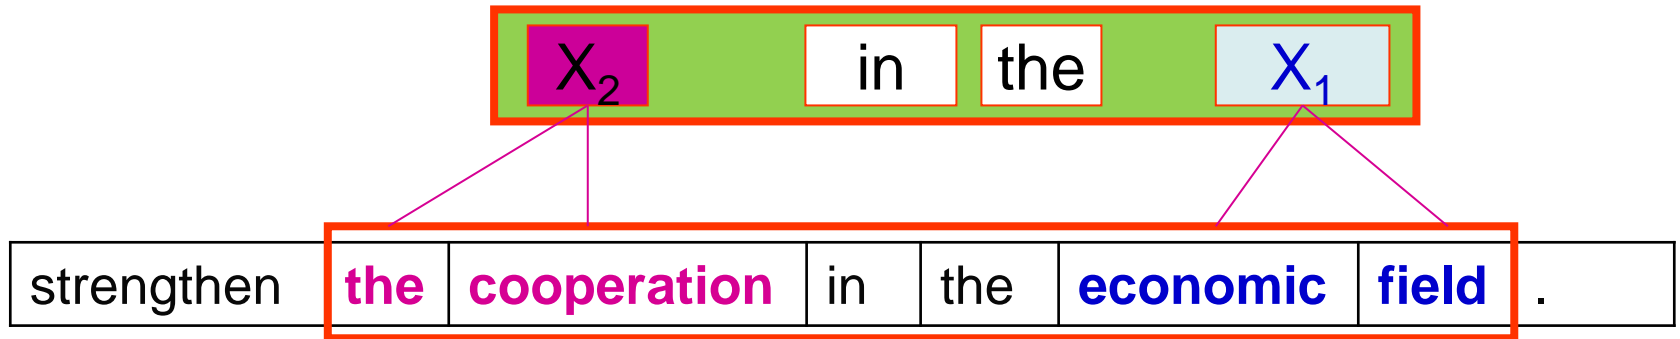 X₂ in the X₁
strengthen the cooperation in the economic field .